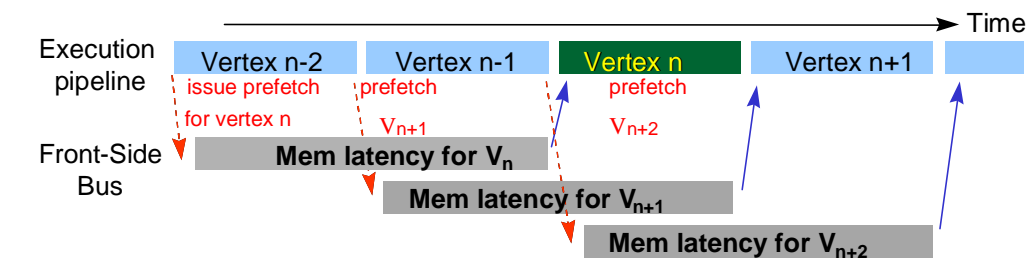 Time
Execution
pipeline
Vertex n-2
Vertex n-1
Vertex n
Vertex n+1
issue prefetch
for vertex n
prefetch
Vn+1
prefetch
Vn+2
Front-Side
Bus
Mem latency for Vn
Mem latency for Vn+1
Mem latency for Vn+2